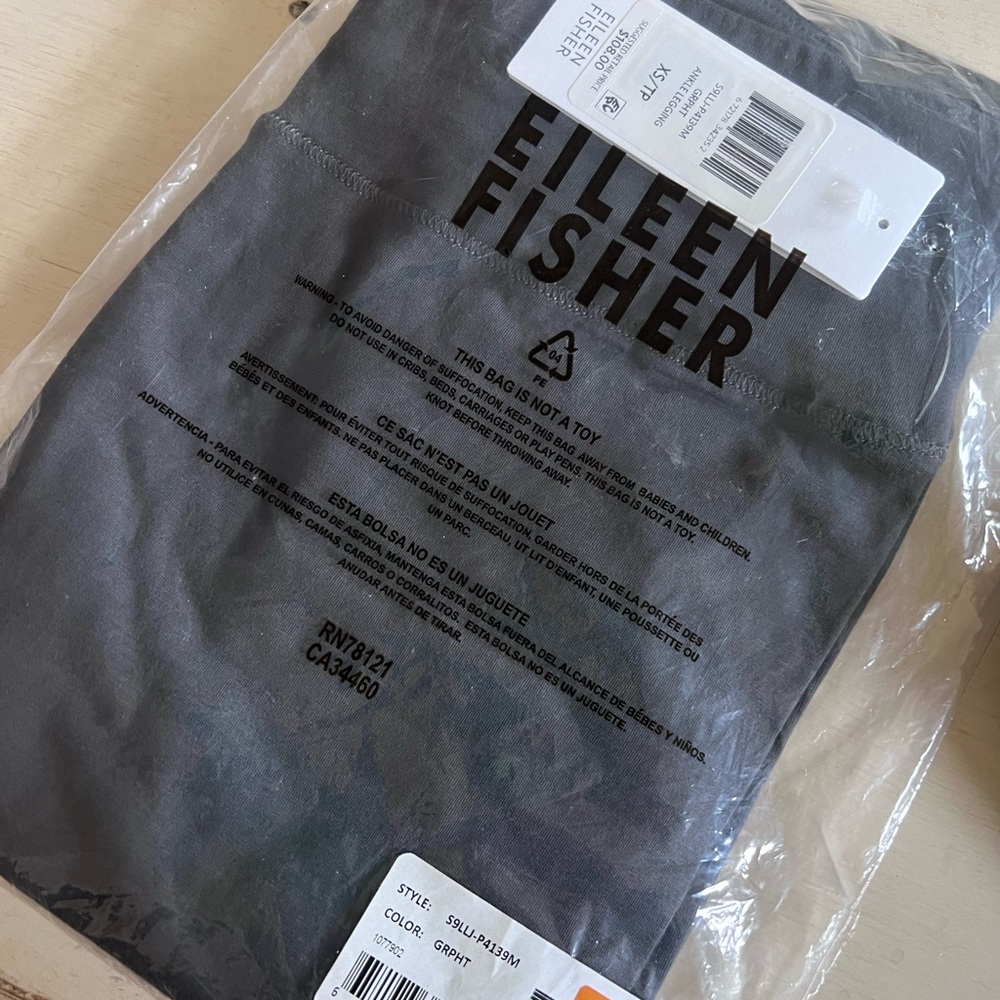 EILEEN
FISHER
SUGGESTED RETAIL PRICE
$108.00
XS/TP
ANKLE LEGGING
GRPHT
S9LLJ-P4139M
6 72178 34235 2
EILEEN
FISHER
04
PE
THIS BAG IS NOT A TOY
WARNING - TO AVOID DANGER OF SUFFOCATION, KEEP THIS BAG AWAY FROM BABIES AND CHILDREN.
DO NOT USE IN CRIBS, BEDS, CARRIAGES OR PLAY PENS. THIS BAG IS NOT A TOY.
KNOT BEFORE THROWING AWAY.
CE SAC N'EST PAS UN JOUET
AVERTISSEMENT: POUR ÉVITER TOUT RISQUE DE SUFFOCATION, GARDER HORS DE LA PORTÉE DES
BÉBÉS ET DES ENFANTS. NE PAS PLACER DANS UN BERCEAU, UT LIT D'ENFANT, UNE POUSSETTE OU
UN PARC.
ESTA BOLSA NO ES UN JUGUETE
ADVERTENCIA - PARA EVITAR EL RIESGO DE ASFIXIA, MANTENGA ESTA BOLSA FUERA DEL ALCANCE DE BÉBES Y NIÑOS.
NO UTILICE EN CUNAS, CAMAS, CARROS O CORRALITOS. ESTA BOLSA NO ES UN JUGUETE.
ANUDAR ANTES DE TIRAR.
RN78121
CA34460
STYLE: S9LLJ-P4139M
COLOR: GRPHT
1077902
6